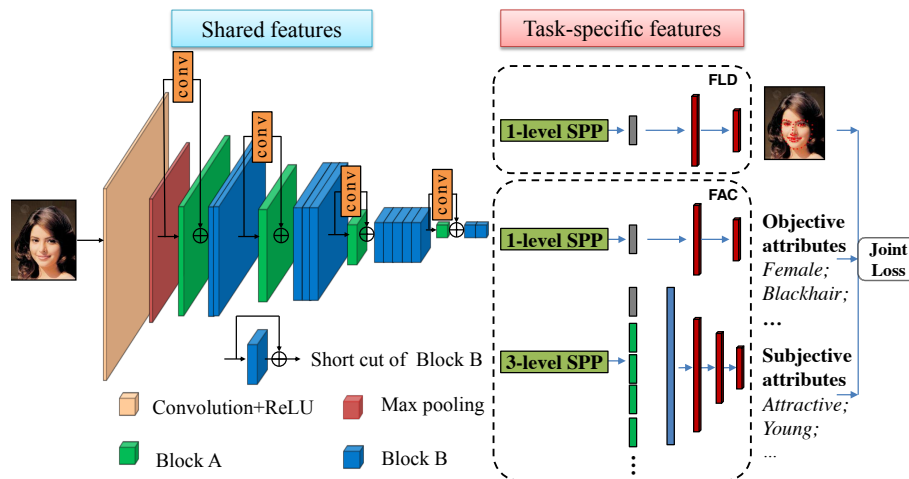 Shared features
Task-specific features
conv
conv
conv
conv
FLD
1-level SPP
FAC
1-level SPP
3-level SPP
Objective
attributes
Female;
Blackhair;
...
Subjective
attributes
Attractive;
Young;
...
Joint
Loss
Short cut of Block B
Convolution+ReLU
Max pooling
Block A
Block B